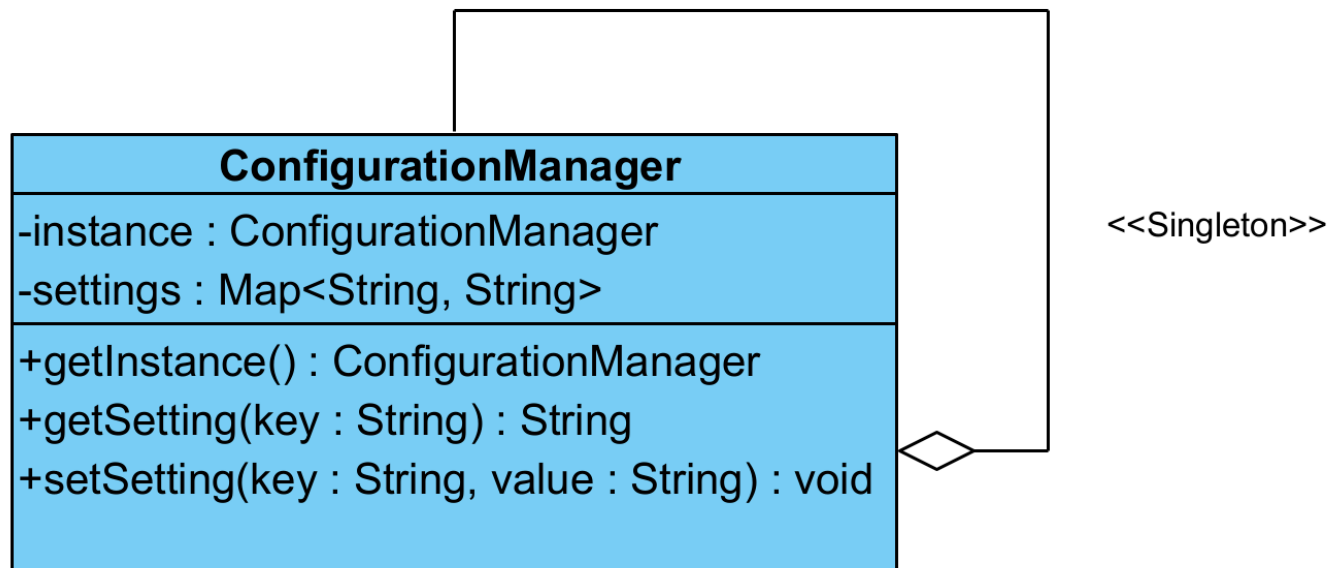 ConfigurationManager
-instance : ConfigurationManager
-settings : Map<String, String>
+getInstance() : ConfigurationManager
+getSetting(key : String) : String
+setSetting(key : String, value : String) : void
<<Singleton>>